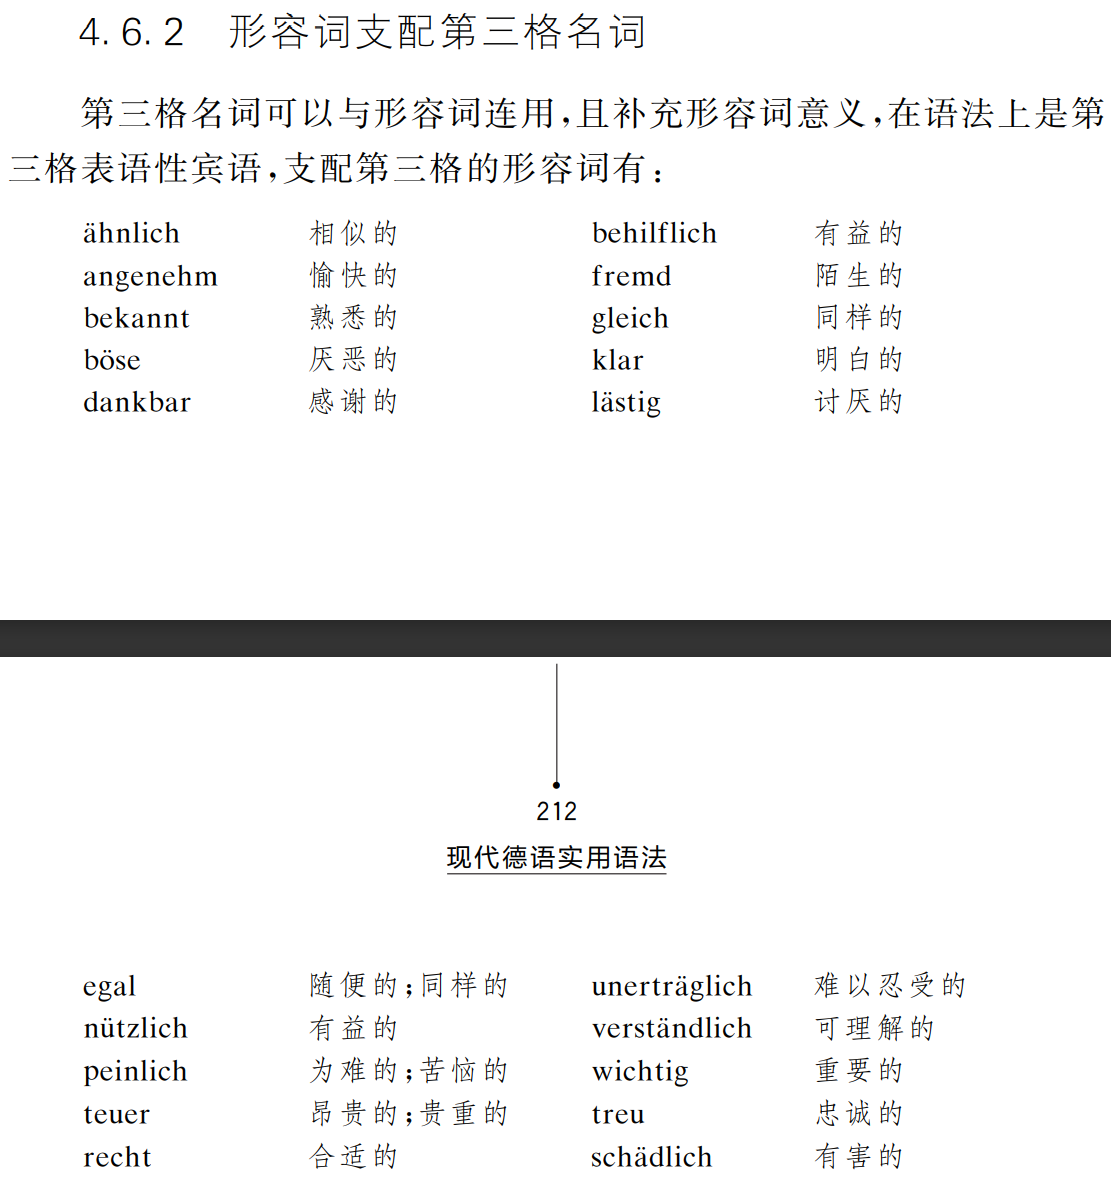 4.6.2 形容词支配第三格名词
第三格名词可以与形容词连用,且补充形容词意义,在语法上是第
三格表语性宾语,支配第三格的形容词有:
ähnlich 相似的 behilflich 有益的
angenehm 愉快的 fremd 陌生的
bekannt 熟悉的 gleich 同样的
böse 厌恶的 klar 明白的
dankbar 感谢的 lästig 讨厌的
212
现代德语实用语法
egal 随便的;同样的 unerträglich 难以忍受的
nützlich 有益的 verständlich 可理解的
peinlich 为难的;苦恼的 wichtig 重要的
teuer 昂贵的;贵重的 treu 忠诚的
recht 合适的 schädlich 有害的